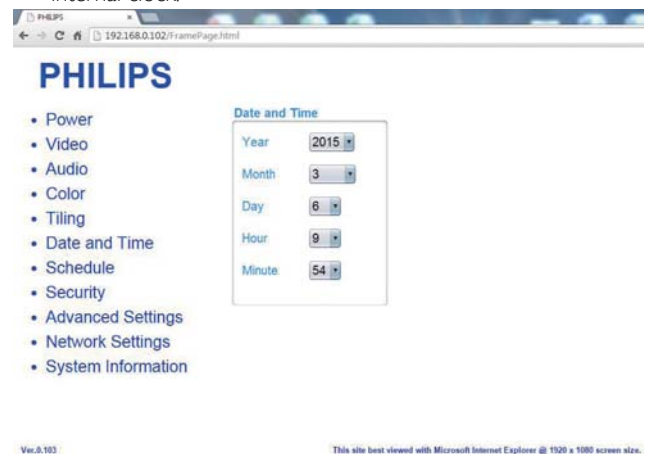 internal clock.
PHILIPS
192.168.0.102/FramePage.html
PHILIPS
• Power
• Video
• Audio
• Color
• Tiling
• Date and Time
• Schedule
• Security
• Advanced Settings
• Network Settings
• System Information
Date and Time
Year 2015
Month 3
Day 6
Hour 9
Minute 54
Ver.0.103
This site best viewed with Microsoft Internet Explorer @ 1920 x 1080 screen size.